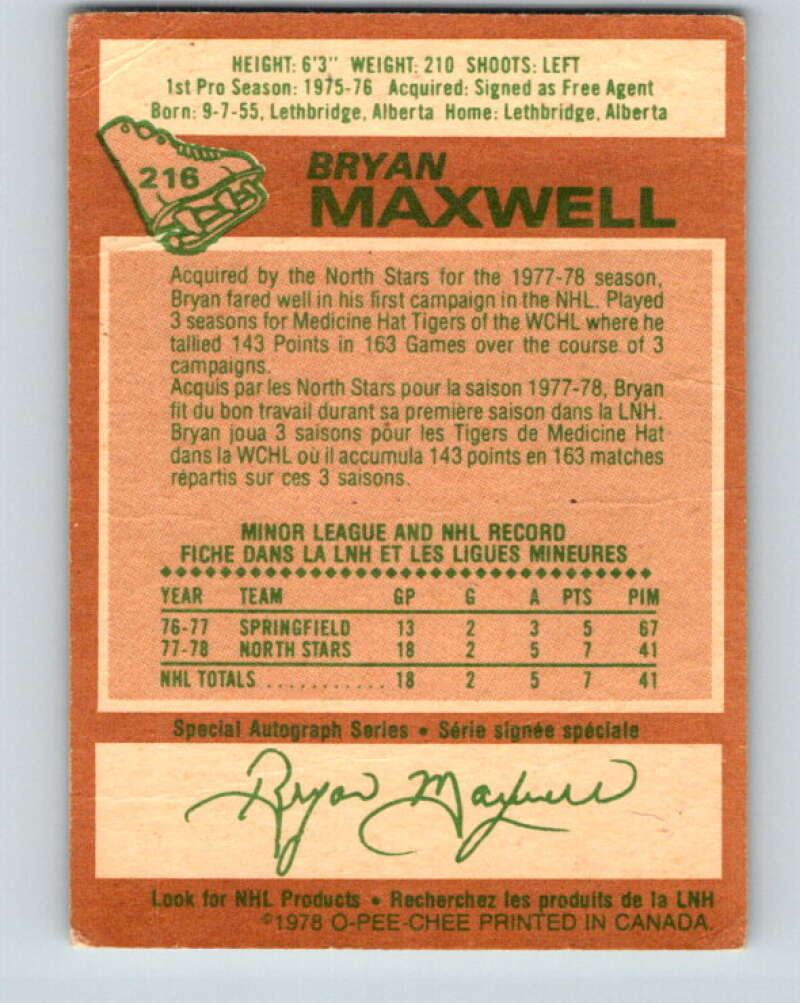 HEIGHT: 6'3" WEIGHT: 210 SHOOTS: LEFT
1st Pro Season: 1975-76 Acquired: Signed as Free Agent
Born: 9-7-55, Lethbridge, Alberta Home: Lethbridge, Alberta
216
BRYAN
MAXWELL
Acquired by the North Stars for the 1977-78 season,
Bryan fared well in his first campaign in the NHL. Played
3 seasons for Medicine Hat Tigers of the WCHL where he
tallied 143 Points in 163 Games over the course of 3
campaigns.
Acquis par les North Stars pour la saison 1977-78, Bryan
fit du bon travail durant sa première saison dans la LNH.
Bryan joua 3 saisons pour les Tigers de Medicine Hat
dans la WCHL où il accumula 143 points en 163 matches
répartis sur ces 3 saisons.
MINOR LEAGUE AND NHL RECORD
FICHE DANS LA LNH ET LES LIGUES MINEURES
YEAR TEAM GP G A PTS PIM
76-77 SPRINGFIELD 13 2 3 5 67
77-78 NORTH STARS 18 2 5 7 41
NHL TOTALS ............ 18 2 5 7 41
Special Autograph Series • Série signée spéciale
Bryan Maxwell
Look for NHL Products • Recherchez les produits de la LNH
©1978 O-PEE-CHEE PRINTED IN CANADA.